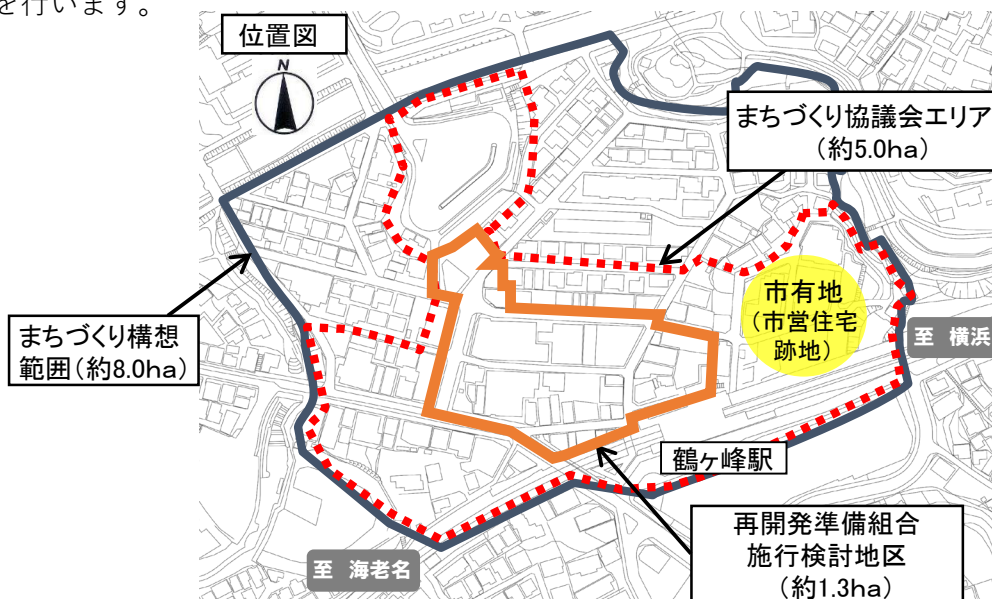 を行います。
位置図
N
まちづくり協議会エリア
(約5.0ha)
市有地
(市営住宅
跡地)
至 横浜
まちづくり構想
範囲(約8.0ha)
鶴ヶ峰駅
再開発準備組合
施行検討地区
(約1.3ha)
至 海老名